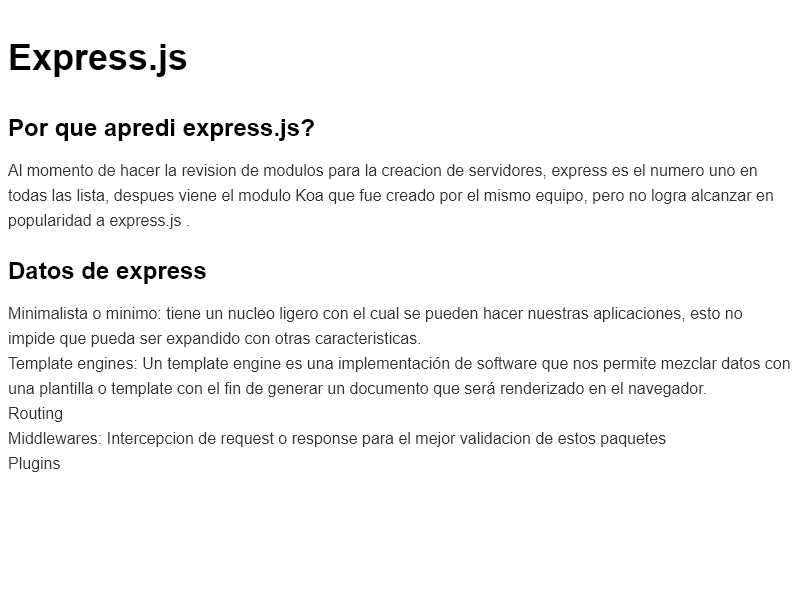 Express.js
Por que apredi express.js?
Al momento de hacer la revision de modulos para la creacion de servidores, express es el numero uno en
todas las lista, despues viene el modulo Koa que fue creado por el mismo equipo, pero no logra alcanzar en
popularidad a express.js .
Datos de express
Minimalista o minimo: tiene un nucleo ligero con el cual se pueden hacer nuestras aplicaciones, esto no
impide que pueda ser expandido con otras caracteristicas.
Template engines: Un template engine es una implementación de software que nos permite mezclar datos con
una plantilla o template con el fin de generar un documento que será renderizado en el navegador.
Routing
Middlewares: Intercepcion de request o response para el mejor validacion de estos paquetes
Plugins